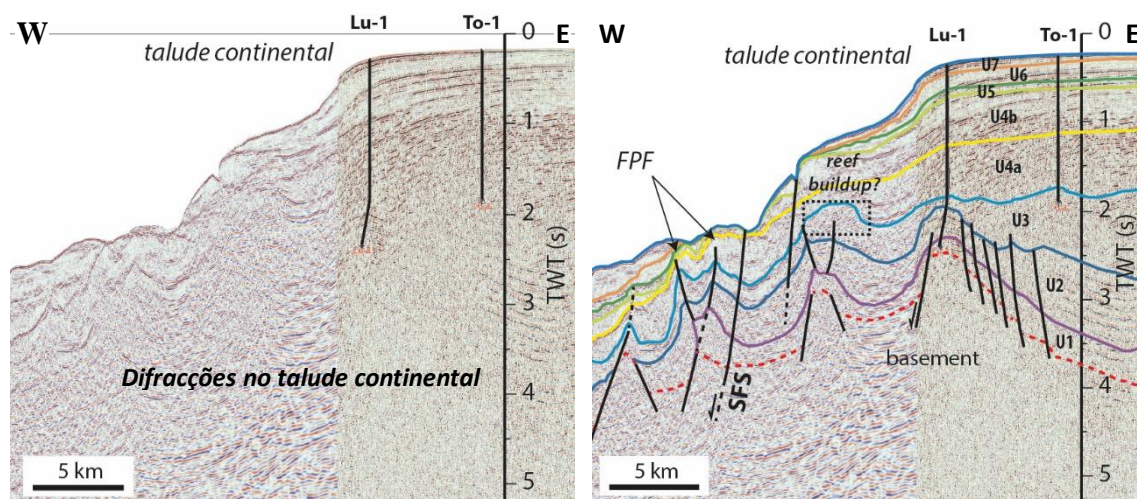 W
Lu-1
To-1
E
0
talude continental
1
2
TWT (s)
3
Difracções no talude continental
4
5 km
5
W
Lu-1
To-1
E
0
talude continental
U7
U6
U5
1
U4b
FPF
reef
buildup?
U4a
2
U3
TWT (s)
U2
3
U1
basement
SFS
4
5 km
5